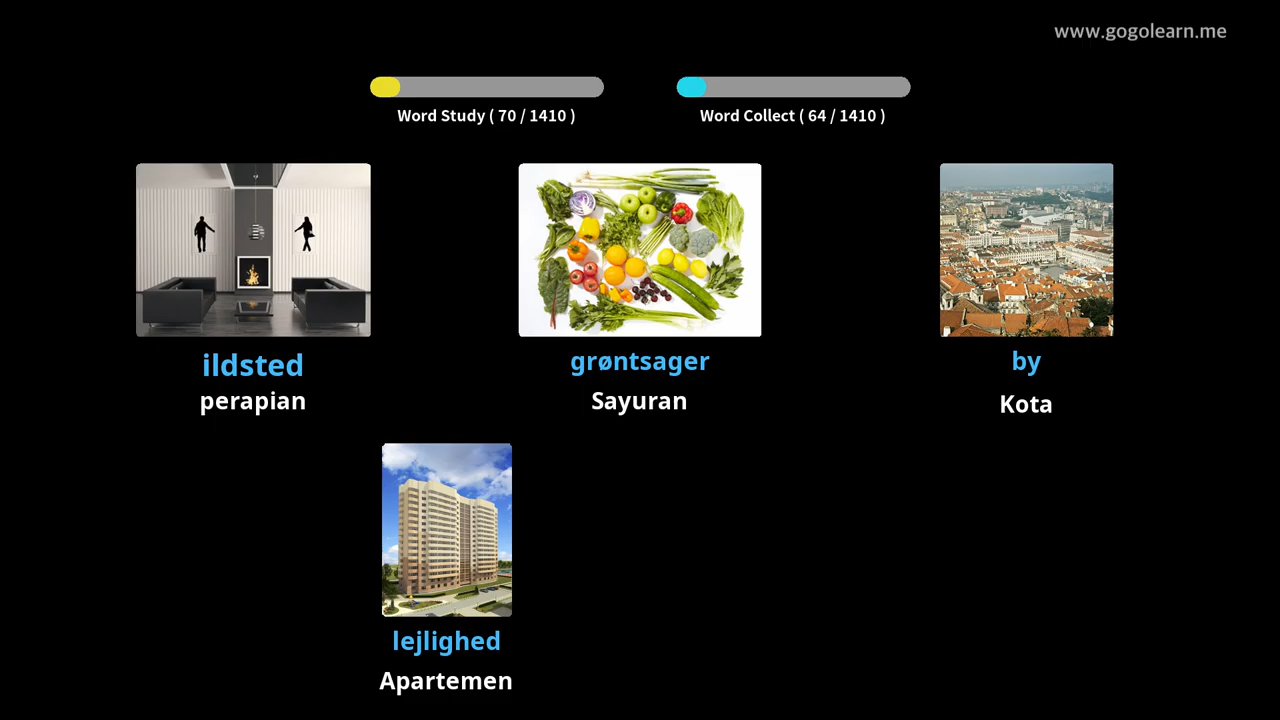 www.gogolearn.me
Word Study ( 70 / 1410 )
Word Collect ( 64 / 1410 )
ildsted
perapian
grøntsager
Sayuran
by
Kota
lejlighed
Apartemen